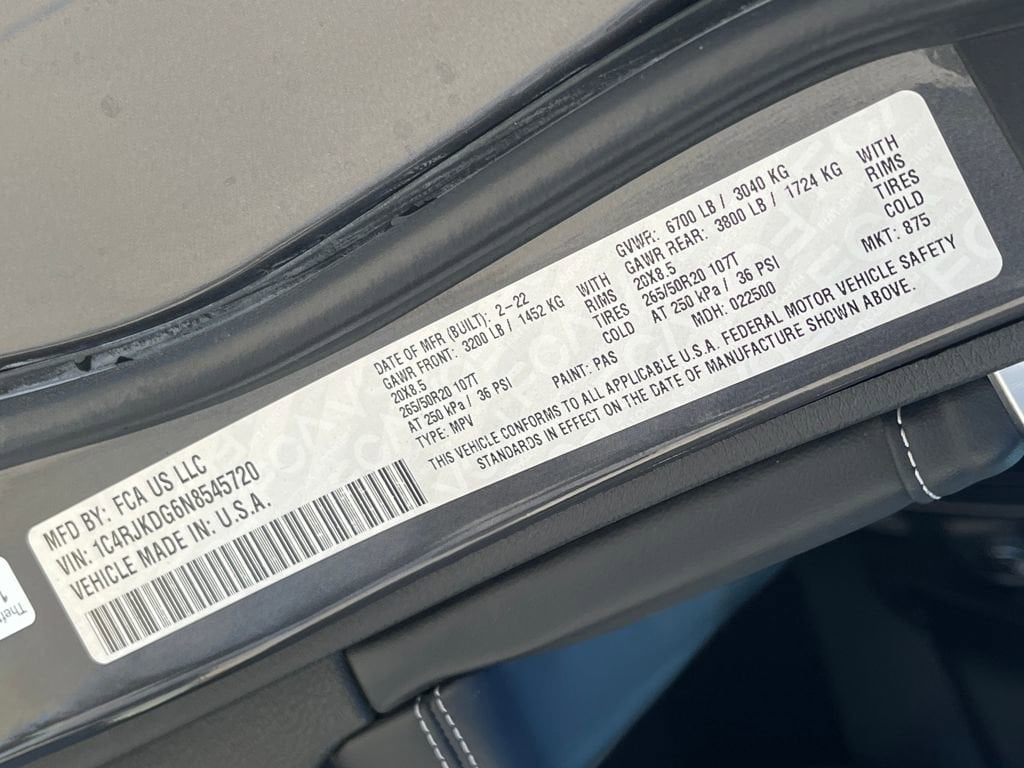 MFD BY: FCA US LLC
VIN: 1C4RJKDG6N8545720
VEHICLE MADE IN: U.S.A.
DATE OF MFR (BUILT): 2-22
GVWR: 6700 LB / 3040 KG
GAWR FRONT: 3200 LB / 1452 KG WITH
GAWR REAR: 3800 LB / 1724 KG WITH
20X8.5 RIMS
20X8.5 RIMS
265/50R20 107T TIRES
265/50R20 107T TIRES
AT 250 kPa / 36 PSI COLD
AT 250 kPa / 36 PSI COLD
TYPE: MPV
PAINT: PAS
MDH: 022500
MKT: 875
THIS VEHICLE CONFORMS TO ALL APPLICABLE U.S.A. FEDERAL MOTOR VEHICLE SAFETY
STANDARDS IN EFFECT ON THE DATE OF MANUFACTURE SHOWN ABOVE.